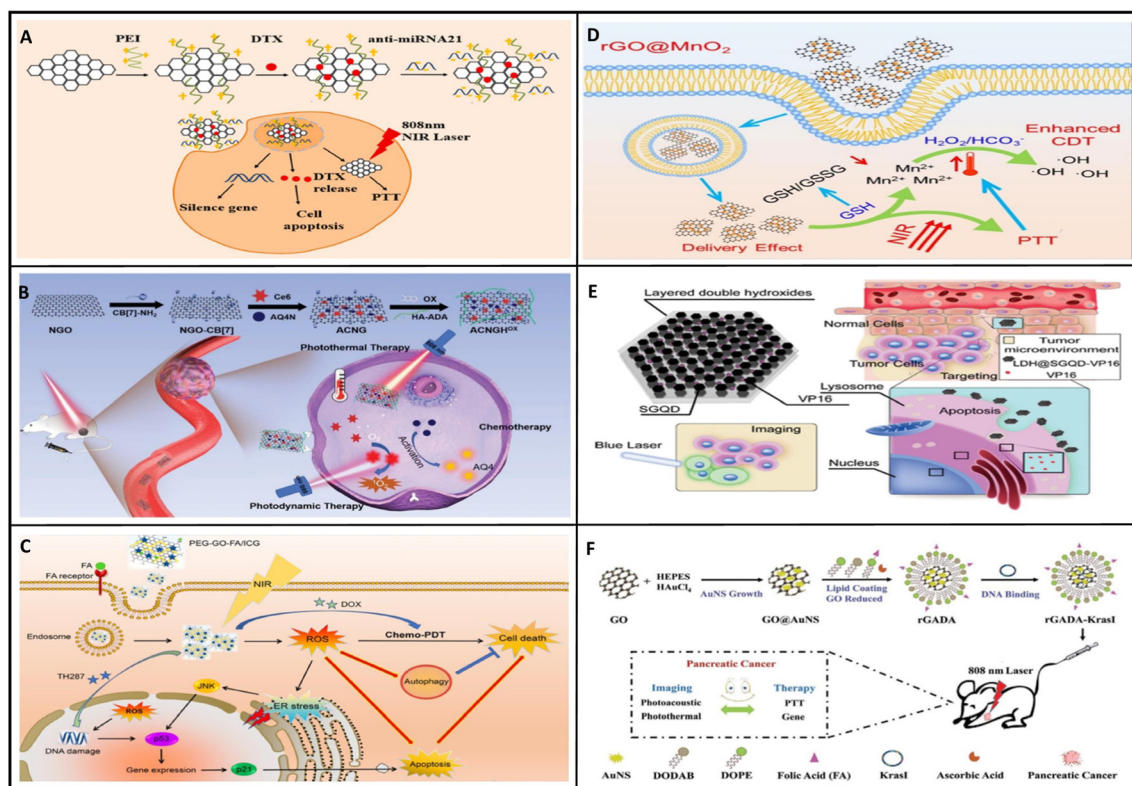 A
PEI
DTX
anti-miRNA21
808nm
NIR Laser
DTX
release
PTT
Silence gene
Cell
apoptosis
B
NGO
CB[7]-NH2
NGO-CB[7]
Ce6
AQ4N
ACNG
OX
HA-ADA
ACNGHOX
Photothermal Therapy
Chemotherapy
Activation
AQ4
Photodynamic Therapy
C
PEG-GO-FA/ICG
FA
FA receptor
NIR
DOX
Endosome
ROS
Chemo-PDT
Cell death
Autophagy
TH287
JNK
ER stress
ROS
DNA damage
p53
Gene expression
p21
Apoptosis
D
rGO@MnO2
Enhanced
CDT
H2O2/HCO3-
·OH
·OH
·OH
Mn2+
Mn2+
Mn2+
GSH/GSSG
GSH
Delivery Effect
NIR
PTT
E
Layered double hydroxides
SGQD
VP16
Blue Laser
Imaging
Normal Cells
Tumor Cells
Tumor
microenvironment
LDH@SGQD-VP16
VP16
Targeting
Lysosome
Apoptosis
Nucleus
F
GO
+
HEPES
HAuCl4
AuNS Growth
GO@AuNS
Lipid Coating
GO Reduced
rGADA
DNA Binding
rGADA-KrasI
808 nm Laser
Pancreatic Cancer
Imaging
Therapy
Photoacoustic
PTT
Photothermal
Gene
AuNS
DODAB
DOPE
Folic Acid (FA)
KrasI
Ascorbic Acid
Pancreatic Cancer